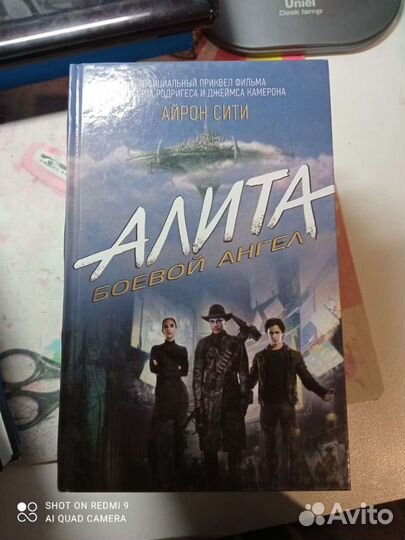 Uniel
Desk lamp
ОФИЦИАЛЬНЫЙ ПРИКВЕЛ ФИЛЬМА
РОДРИГЕСА И ДЖЕЙМСА КАМЕРОНА
АЙРОН СИТИ
АЛИТА
БОЕВОЙ АНГЕЛ
SHOT ON REDMI 9
AI QUAD CAMERA
Avito